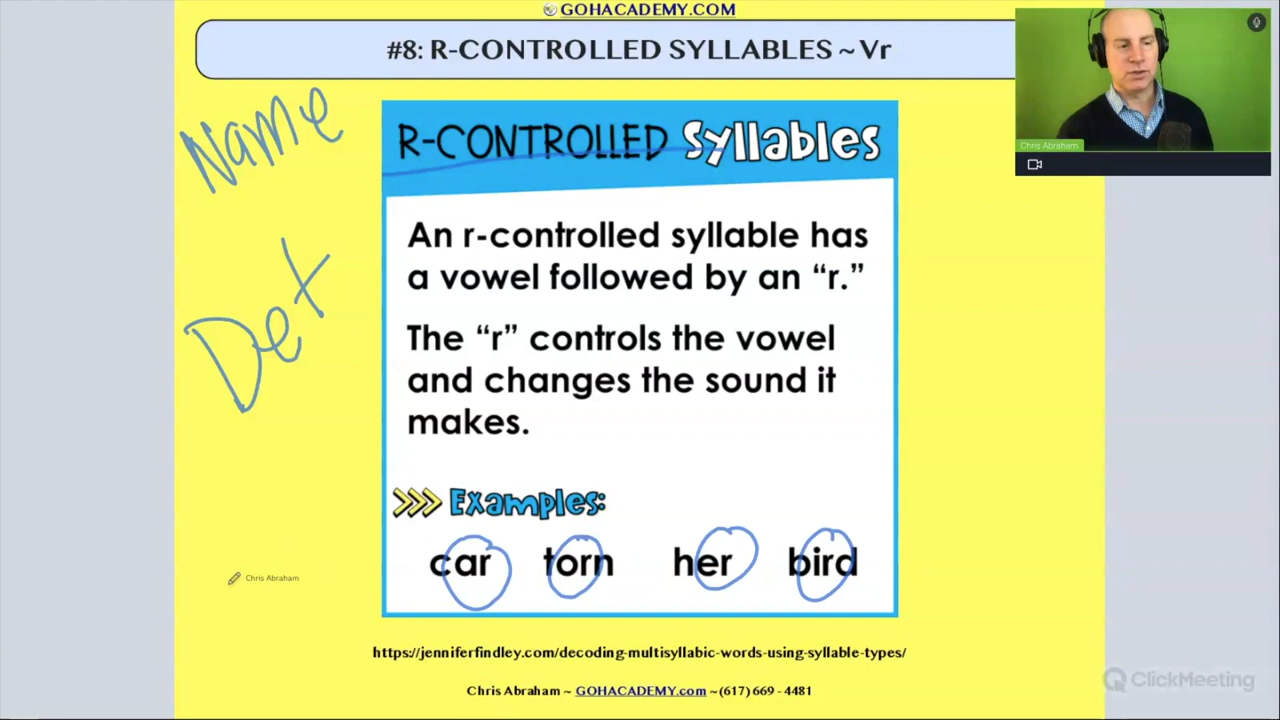 GOHACADEMY.COM
#8: R-CONTROLLED SYLLABLES ~ Vr
Name
Def
R-CONTROLLED Syllables
An r-controlled syllable has
a vowel followed by an “r.”
The “r” controls the vowel
and changes the sound it
makes.
>>> Examples:
car torn her bird
https://jenniferfindley.com/decoding-multisyllabic-words-using-syllable-types/
Chris Abraham ~ GOHACADEMY.com ~(617) 669 - 4481
Chris Abraham
Chris Abraham
ClickMeeting